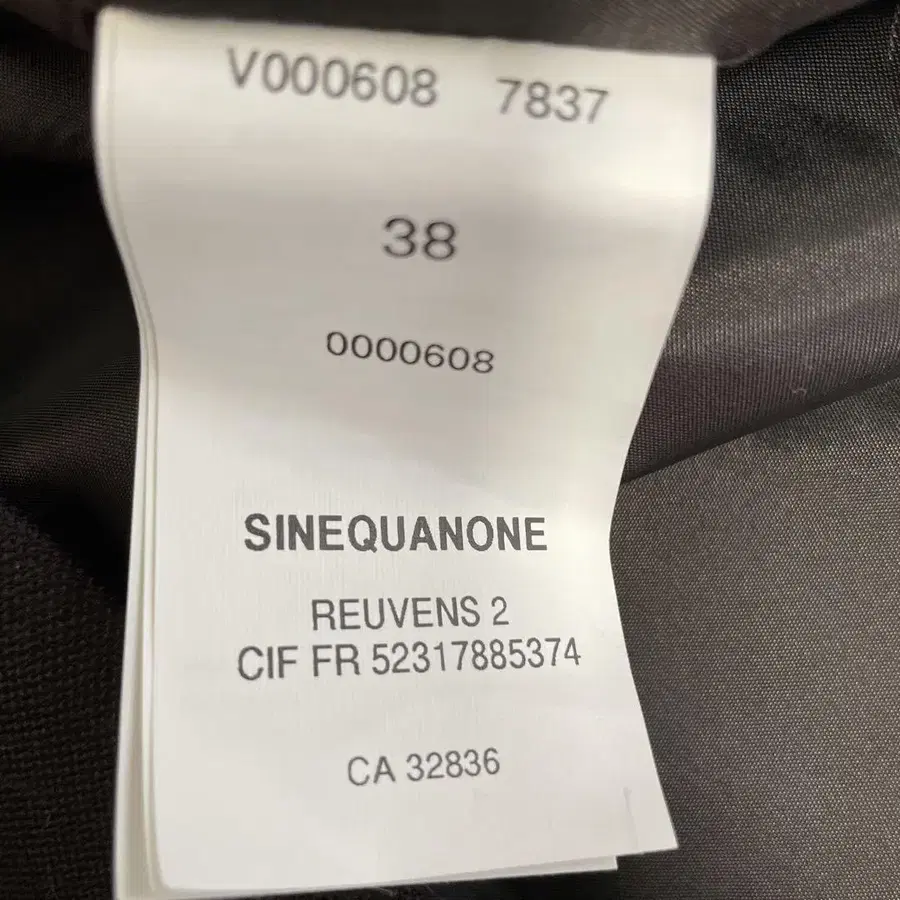 V000608 7837
38
0000608
SINEQUANONE
REUVENS 2
CIF FR 52317885374
CA 32836